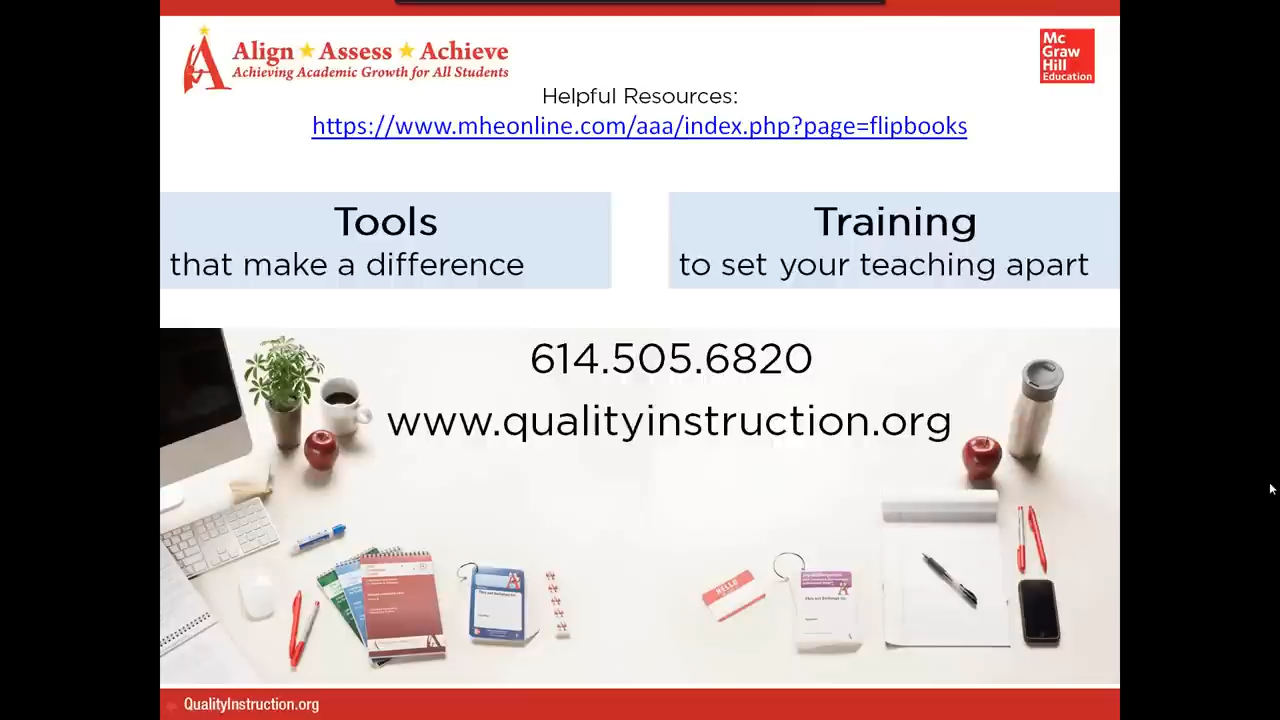 Align ★ Assess ★ Achieve
Achieving Academic Growth for All Students
Mc
Graw
Hill
Education
Helpful Resources:
https://www.mheonline.com/aaa/index.php?page=flipbooks
Tools
that make a difference
Training
to set your teaching apart
614.505.6820
www.qualityinstruction.org
HELLO
QualityInstruction.org